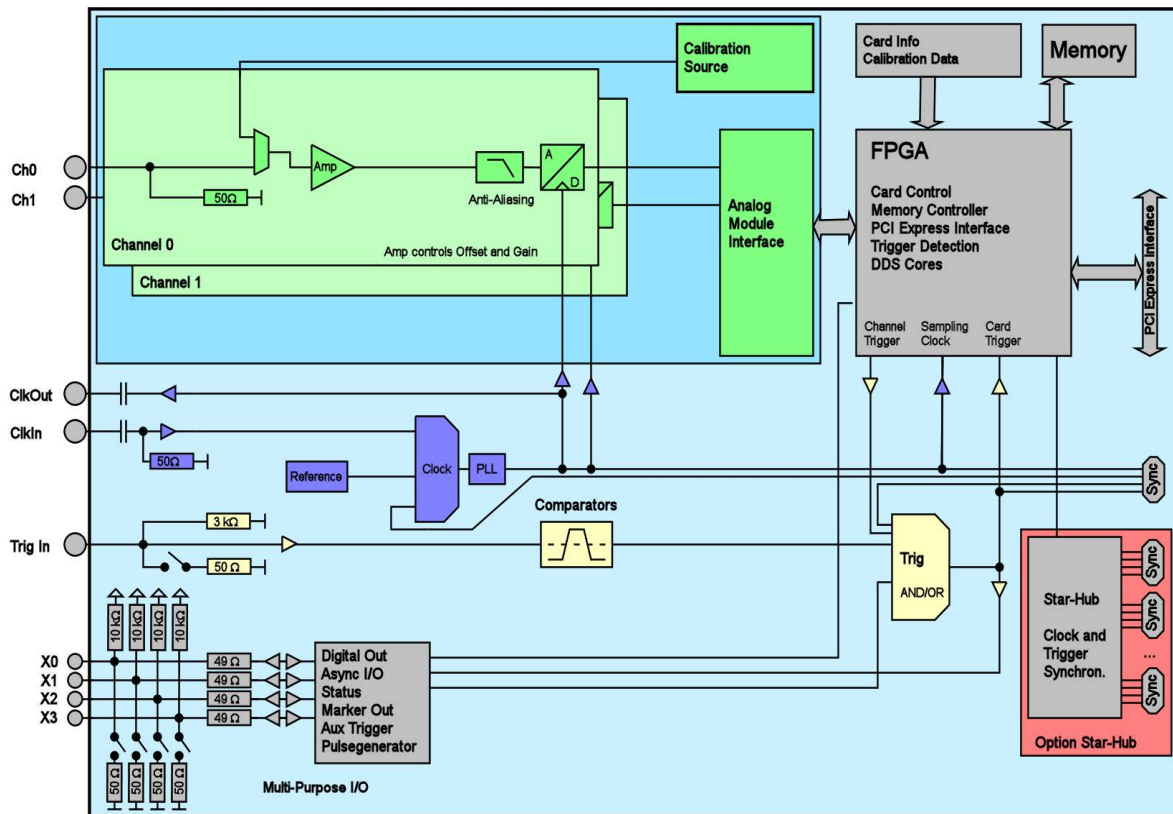 Calibration
Source
Card Info
Calibration Data
Memory
Ch0
Ch1
Amp
50Ω
Anti-Aliasing
A
D
Channel 0
Amp controls Offset and Gain
Channel 1
Analog
Module
Interface
FPGA
Card Control
Memory Controller
PCI Express Interface
Trigger Detection
DDS Cores
Channel
Trigger
Sampling
Clock
Card
Trigger
PCI Express Interface
ClkOut
ClkIn
50Ω
Reference
Clock
PLL
Sync
Trig In
3 kΩ
50 Ω
Comparators
Trig
AND/OR
Star-Hub
Clock and
Trigger
Synchron.
Sync
Sync
...
Sync
Option Star-Hub
10 kΩ
10 kΩ
10 kΩ
10 kΩ
X0
X1
X2
X3
49 Ω
49 Ω
49 Ω
49 Ω
Digital Out
Async I/O
Status
Marker Out
Aux Trigger
Pulsegenerator
50 Ω
50 Ω
50 Ω
50 Ω
Multi-Purpose I/O